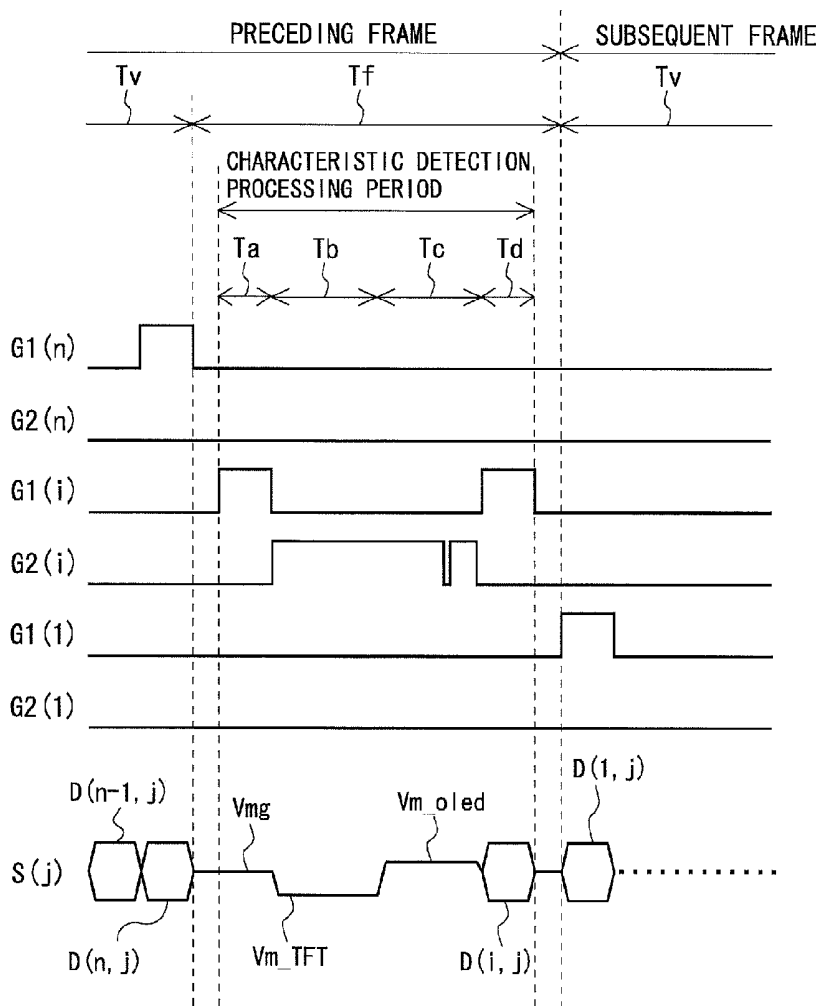 PRECEDING FRAME
SUBSEQUENT FRAME
Tv
Tf
Tv
CHARACTERISTIC DETECTION
PROCESSING PERIOD
Ta
Tb
Tc
Td
G1(n)
G2(n)
G1(i)
G2(i)
G1(1)
G2(1)
D(n-1, j)
Vmg
Vm_oled
D(1, j)
S(j)
D(n, j)
Vm_TFT
D(i, j)